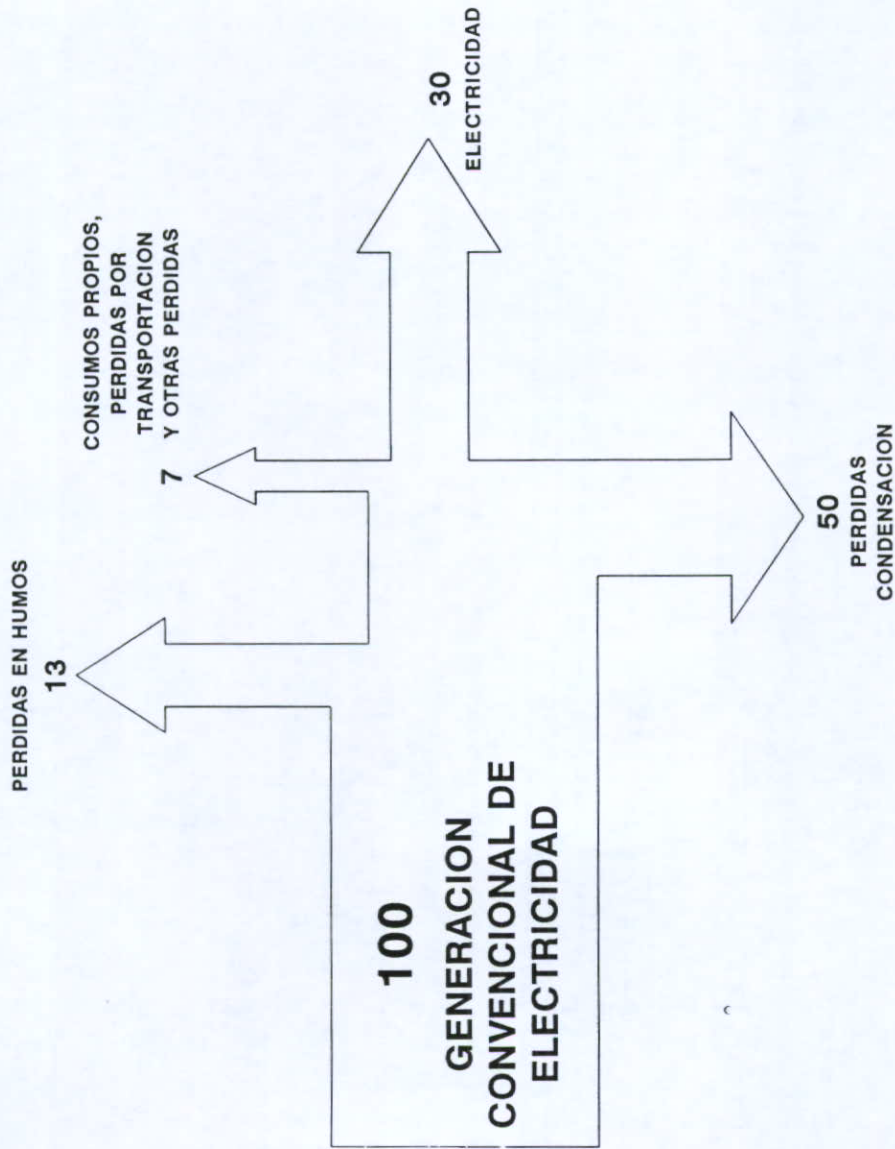 PERDIDAS EN HUMOS
13
CONSUMOS PROPIOS,
PERDIDAS POR
TRANSPORTACION
Y OTRAS PERDIDAS
7
100
GENERACION
CONVENCIONAL DE
ELECTRICIDAD
30
ELECTRICIDAD
50
PERDIDAS
CONDENSACION